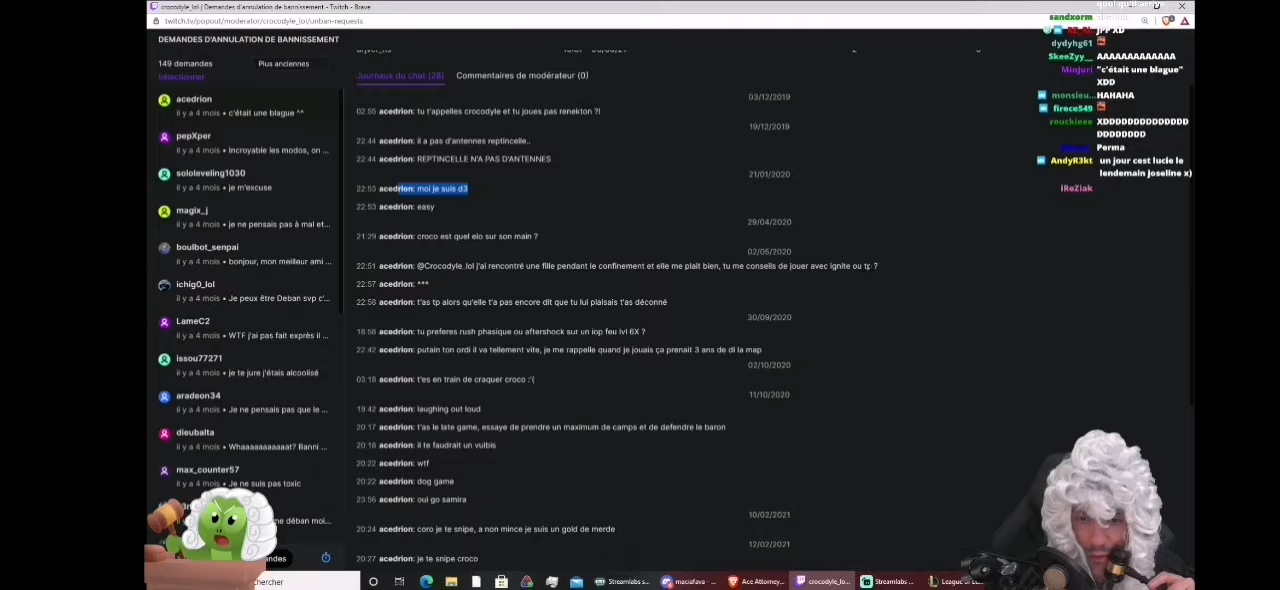 crocodyle_lol | Demandes d'annulation de bannissement - Twitch - Brave
twitch.tv/popout/moderator/crocodyle_lol/unban-requests
DEMANDES D'ANNULATION DE BANNISSEMENT
149 demandes
Plus anciennes
Sélectionner
acedrion
il y a 4 mois • c'était une blague ^^
pepXper
il y a 4 mois • Incroyable les modos, on ...
sololeveling1030
il y a 4 mois • je m'excuse
magix_j
il y a 4 mois • je ne pensais pas à mal et...
boulbot_senpai
il y a 4 mois • bonjour, mon meilleur ami ...
ichig0_lol
il y a 4 mois • Je peux être Deban svp c'...
LameC2
il y a 4 mois • WTF j'ai pas fait exprès il ...
issou77271
il y a 4 mois • je te jure j'étais alcoolisé
aradeon34
il y a 4 mois • Je ne pensais pas que le ...
dieubalta
il y a 4 mois • Whaaaaaaaaaat? Banni ...
max_counter57
il y a 4 mois • Je ne suis pas toxic
me déban moi...
Journaux du chat (28)
Commentaires de modérateur (0)
03/12/2019
02:55 acedrion: tu t'appelles crocodyle et tu joues pas renekton ?!
19/12/2019
22:44 acedrion: il a pas d'antennes reptincelle..
22:44 acedrion: REPTINCELLE N'A PAS D'ANTENNES
21/01/2020
22:53 acedrion: moi je suis d3
22:53 acedrion: easy
29/04/2020
21:29 acedrion: croco est quel elo sur son main ?
02/05/2020
22:51 acedrion: @Crocodyle_lol j'ai rencontré une fille pendant le confinement et elle me plait bien, tu me conseils de jouer avec ignite ou tp ?
22:57 acedrion: ***
22:58 acedrion: t'as tp alors qu'elle t'a pas encore dit que tu lui plaisais t'as déconné
30/09/2020
18:58 acedrion: tu preferes rush phasique ou aftershock sur un iop feu lvl 6X ?
22:42 acedrion: putain ton ordi il va tellement vite, je me rappelle quand je jouais ça prenait 3 ans de dl la map
02/10/2020
03:18 acedrion: t'es en train de craquer croco :'(
11/10/2020
19:42 acedrion: laughing out loud
20:17 acedrion: t'as le late game, essaye de prendre un maximum de camps et de defendre le baron
20:18 acedrion: il te faudrait un vulbis
20:22 acedrion: wtf
20:22 acedrion: dog game
23:56 acedrion: oui go samira
10/02/2021
20:24 acedrion: coro je te snipe, a non mince je suis un gold de merde
12/02/2021
20:27 acedrion: je te snipe croco
sandxorm
JPP XD
dydyhg61
SkeeZyy__ AAAAAAAAAAAAA
MinJuri "c'était une blague"
XDD
monsieu... HAHAHA
firece549
rouckieee XDDDDDDDDDDDDDD
DDDDDDDD
Perma
AndyR3kt un jour cest lucie le
lendemain joseline x)
iReZiak
chercher
Streamlabs s...
maciafava - ...
Ace Attorney...
crocodyle_lo...
Streamlabs ...